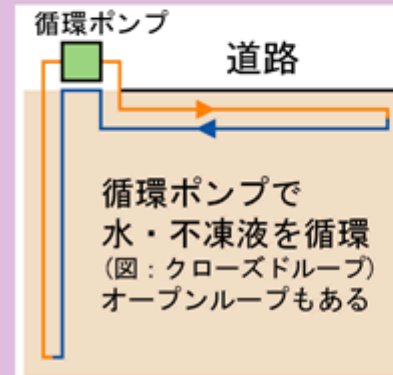 循環ポンプ
道路
循環ポンプで
水・不凍液を循環
(図：クローズドループ)
オープンループもある